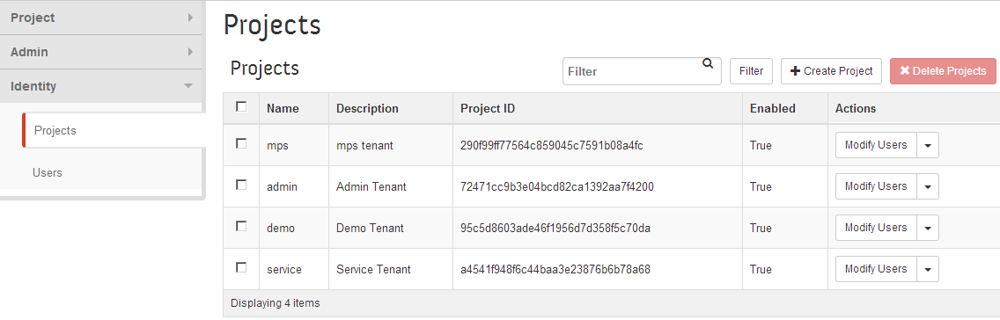 Project
Admin
Identity
Projects
Users
Projects
Projects
Filter Filter Create Project Delete Projects
Name Description Project ID Enabled Actions
mps mps tenant 290f99ff77564c859045c7591b08a4fc True Modify Users
admin Admin Tenant 72471cc9b3e04bcd82ca1392aa7f4200 True Modify Users
demo Demo Tenant 95c5d8603ade46f1956d7d358f5c70da True Modify Users
service Service Tenant a4541f948f6c44baa3e23876b6b78a68 True Modify Users
Displaying 4 items